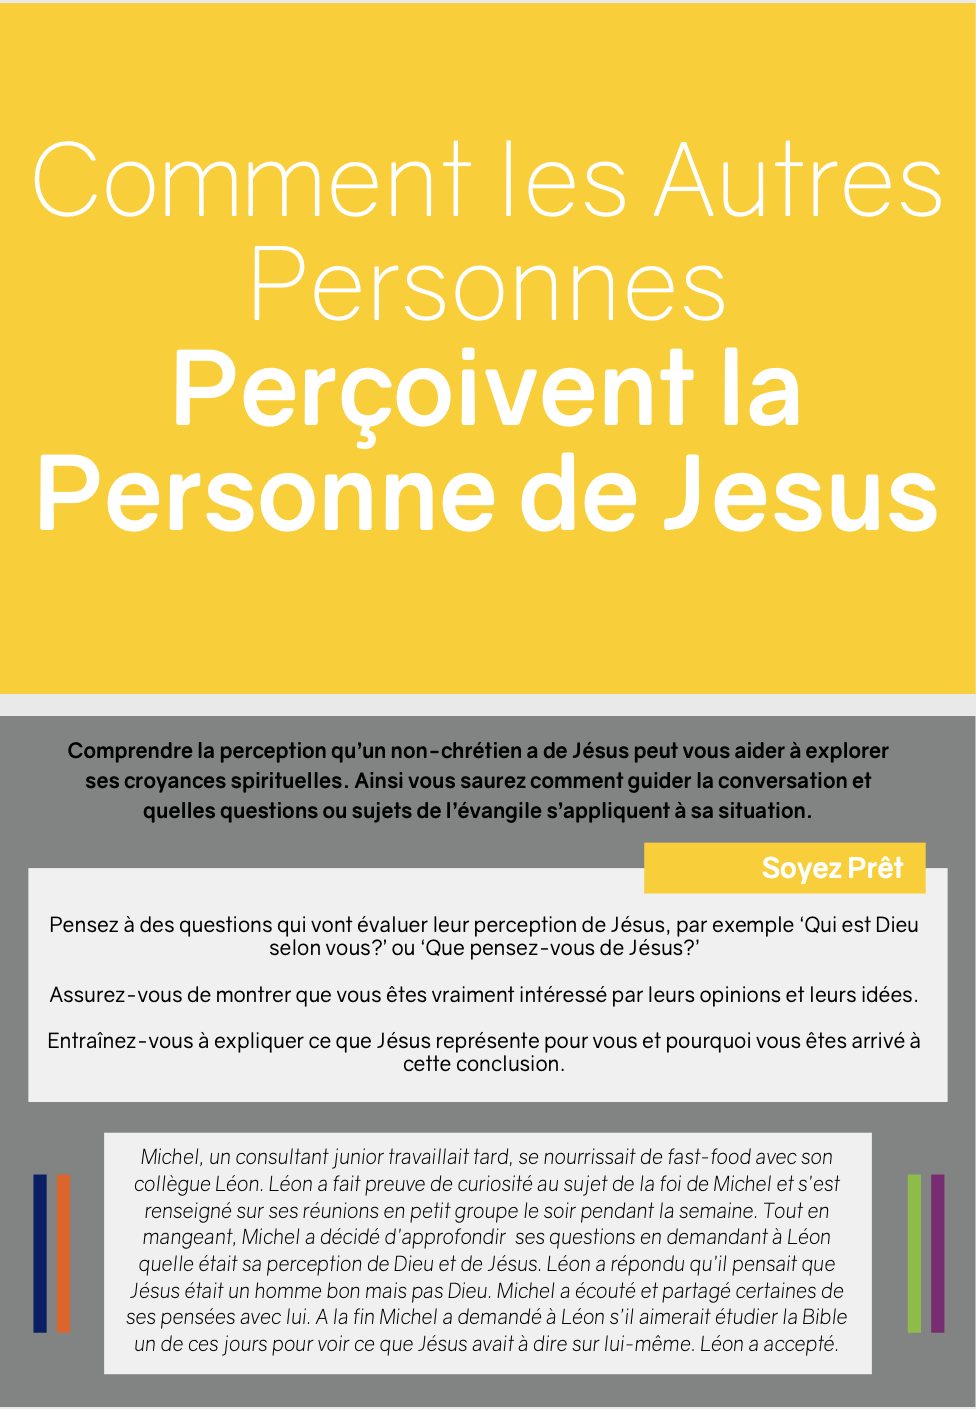 Comment les Autres
Personnes
Perçoivent la
Personne de Jesus
Comprendre la perception qu’un non-chrétien a de Jésus peut vous aider à explorer
ses croyances spirituelles. Ainsi vous saurez comment guider la conversation et
quelles questions ou sujets de l’évangile s’appliquent à sa situation.
Soyez Prêt
Pensez à des questions qui vont évaluer leur perception de Jésus, par exemple ‘Qui est Dieu
selon vous?’ ou ‘Que pensez-vous de Jésus?’
Assurez-vous de montrer que vous êtes vraiment intéressé par leurs opinions et leurs idées.
Entraînez-vous à expliquer ce que Jésus représente pour vous et pourquoi vous êtes arrivé à
cette conclusion.
Michel, un consultant junior travaillait tard, se nourrissait de fast-food avec son
collègue Léon. Léon a fait preuve de curiosité au sujet de la foi de Michel et s’est
renseigné sur ses réunions en petit groupe le soir pendant la semaine. Tout en
mangeant, Michel a décidé d’approfondir  ses questions en demandant à Léon
quelle était sa perception de Dieu et de Jésus. Léon a répondu qu’il pensait que
Jésus était un homme bon mais pas Dieu. Michel a écouté et partagé certaines de
ses pensées avec lui. A la fin Michel a demandé à Léon s’il aimerait étudier la Bible
un de ces jours pour voir ce que Jésus avait à dire sur lui-même. Léon a accepté.